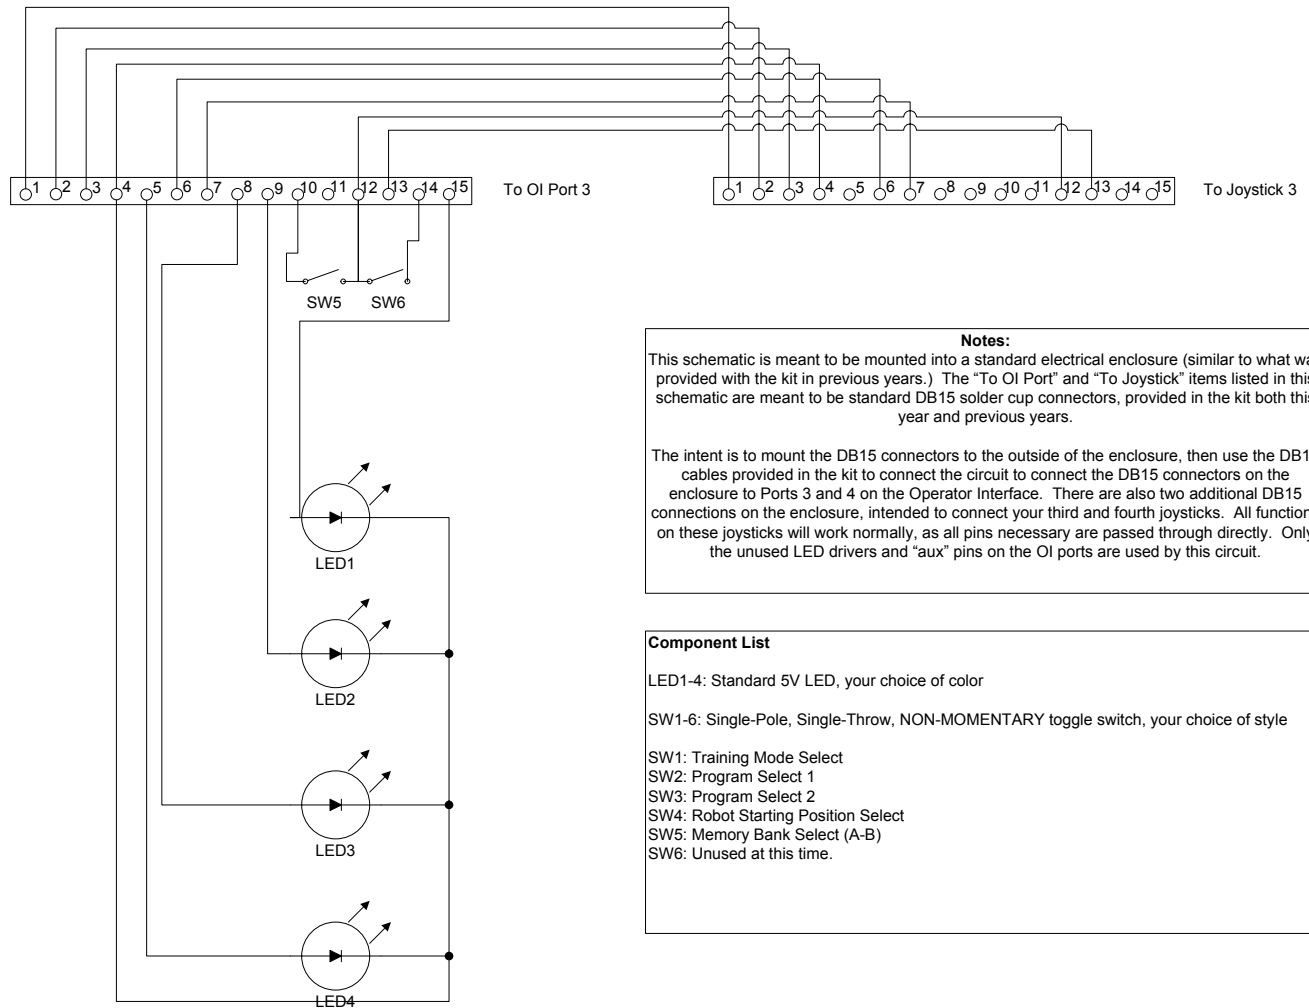 1 2 3 4 5 6 7 8 9 10 11 12 13 14 15 To OI Port 3
1 2 3 4 5 6 7 8 9 10 11 12 13 14 15 To Joystick 3
SW5 SW6
LED1
LED2
LED3
LED4
Notes:
This schematic is meant to be mounted into a standard electrical enclosure (similar to what wa
provided with the kit in previous years.) The “To OI Port” and “To Joystick” items listed in this
schematic are meant to be standard DB15 solder cup connectors, provided in the kit both this
year and previous years.
The intent is to mount the DB15 connectors to the outside of the enclosure, then use the DB1
cables provided in the kit to connect the circuit to connect the DB15 connectors on the
enclosure to Ports 3 and 4 on the Operator Interface. There are also two additional DB15
connections on the enclosure, intended to connect your third and fourth joysticks. All function
on these joysticks will work normally, as all pins necessary are passed through directly. Only
the unused LED drivers and “aux” pins on the OI ports are used by this circuit.
Component List
LED1-4: Standard 5V LED, your choice of color
SW1-6: Single-Pole, Single-Throw, NON-MOMENTARY toggle switch, your choice of style
SW1: Training Mode Select
SW2: Program Select 1
SW3: Program Select 2
SW4: Robot Starting Position Select
SW5: Memory Bank Select (A-B)
SW6: Unused at this time.